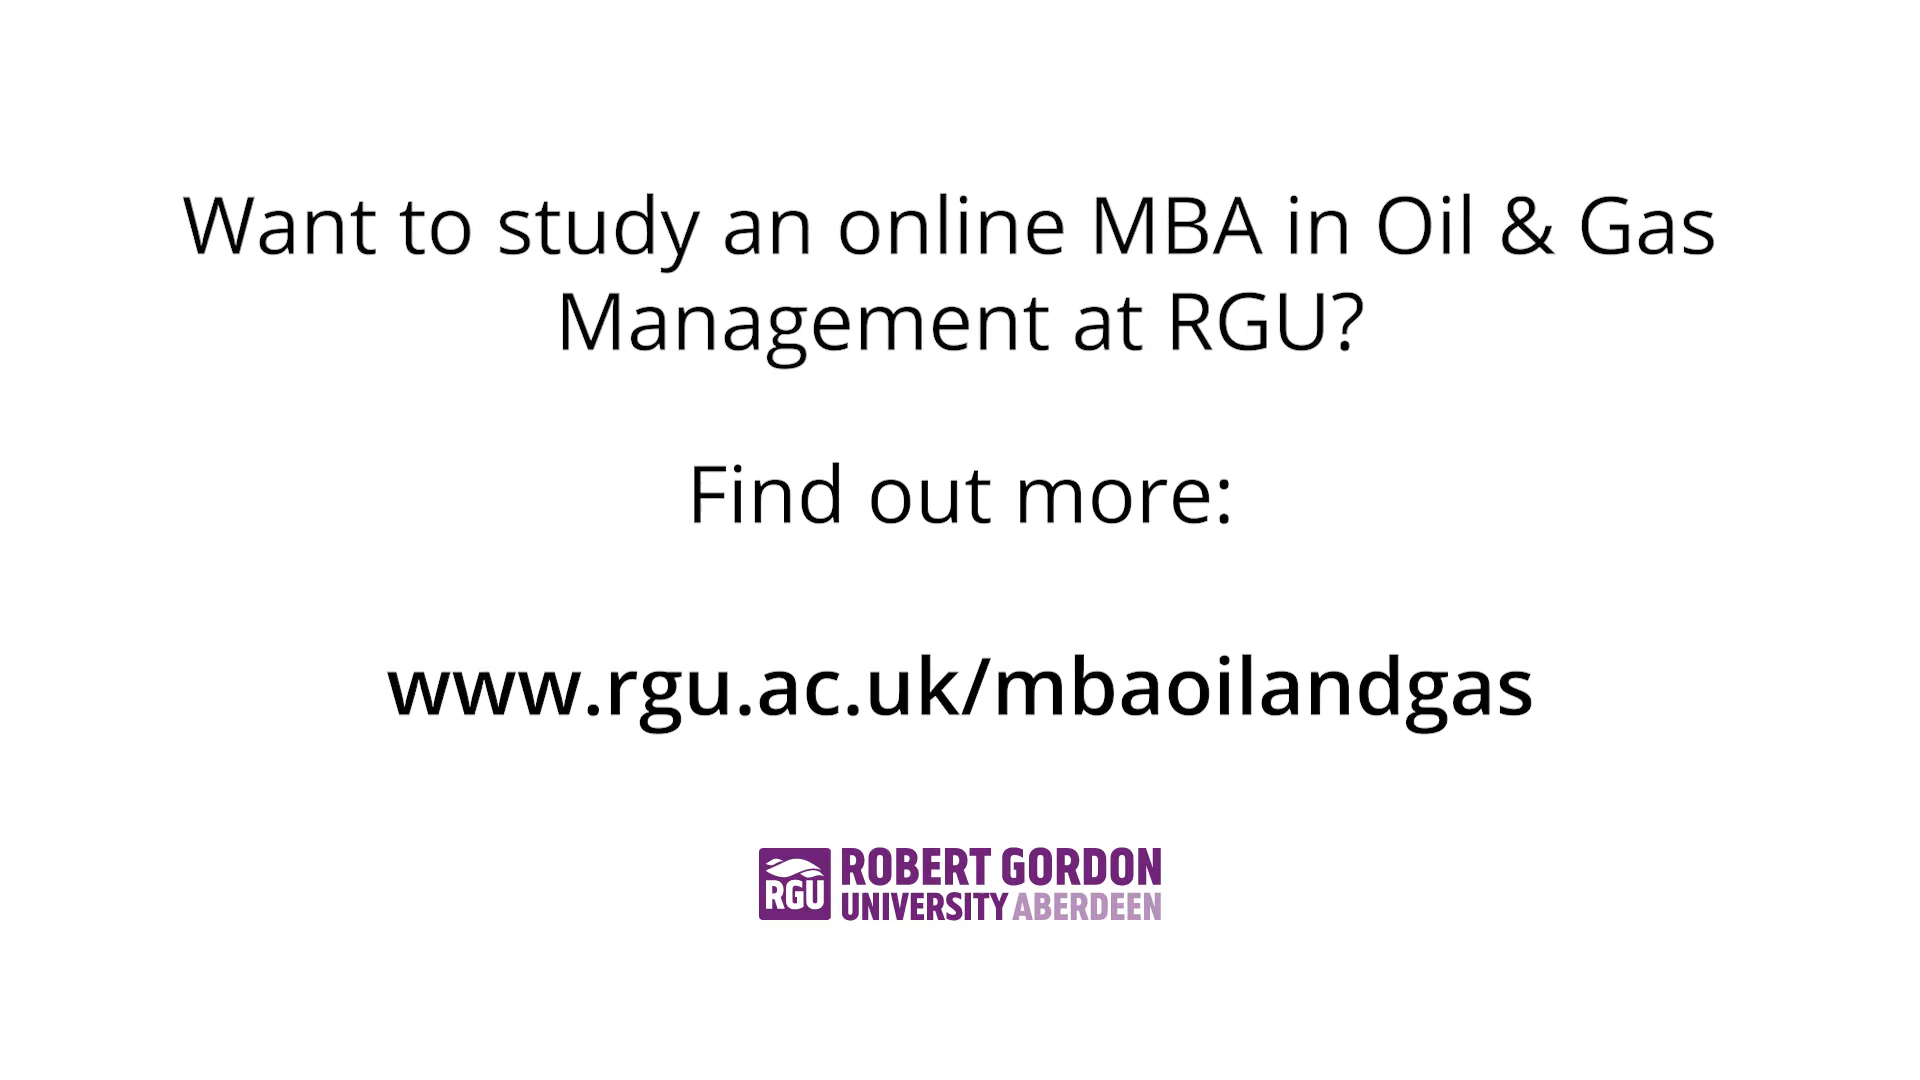 Want to study an online MBA in Oil & Gas
Management at RGU?
Find out more:
www.rgu.ac.uk/mbaoilandgas
RGU
ROBERT GORDON
UNIVERSITY ABERDEEN